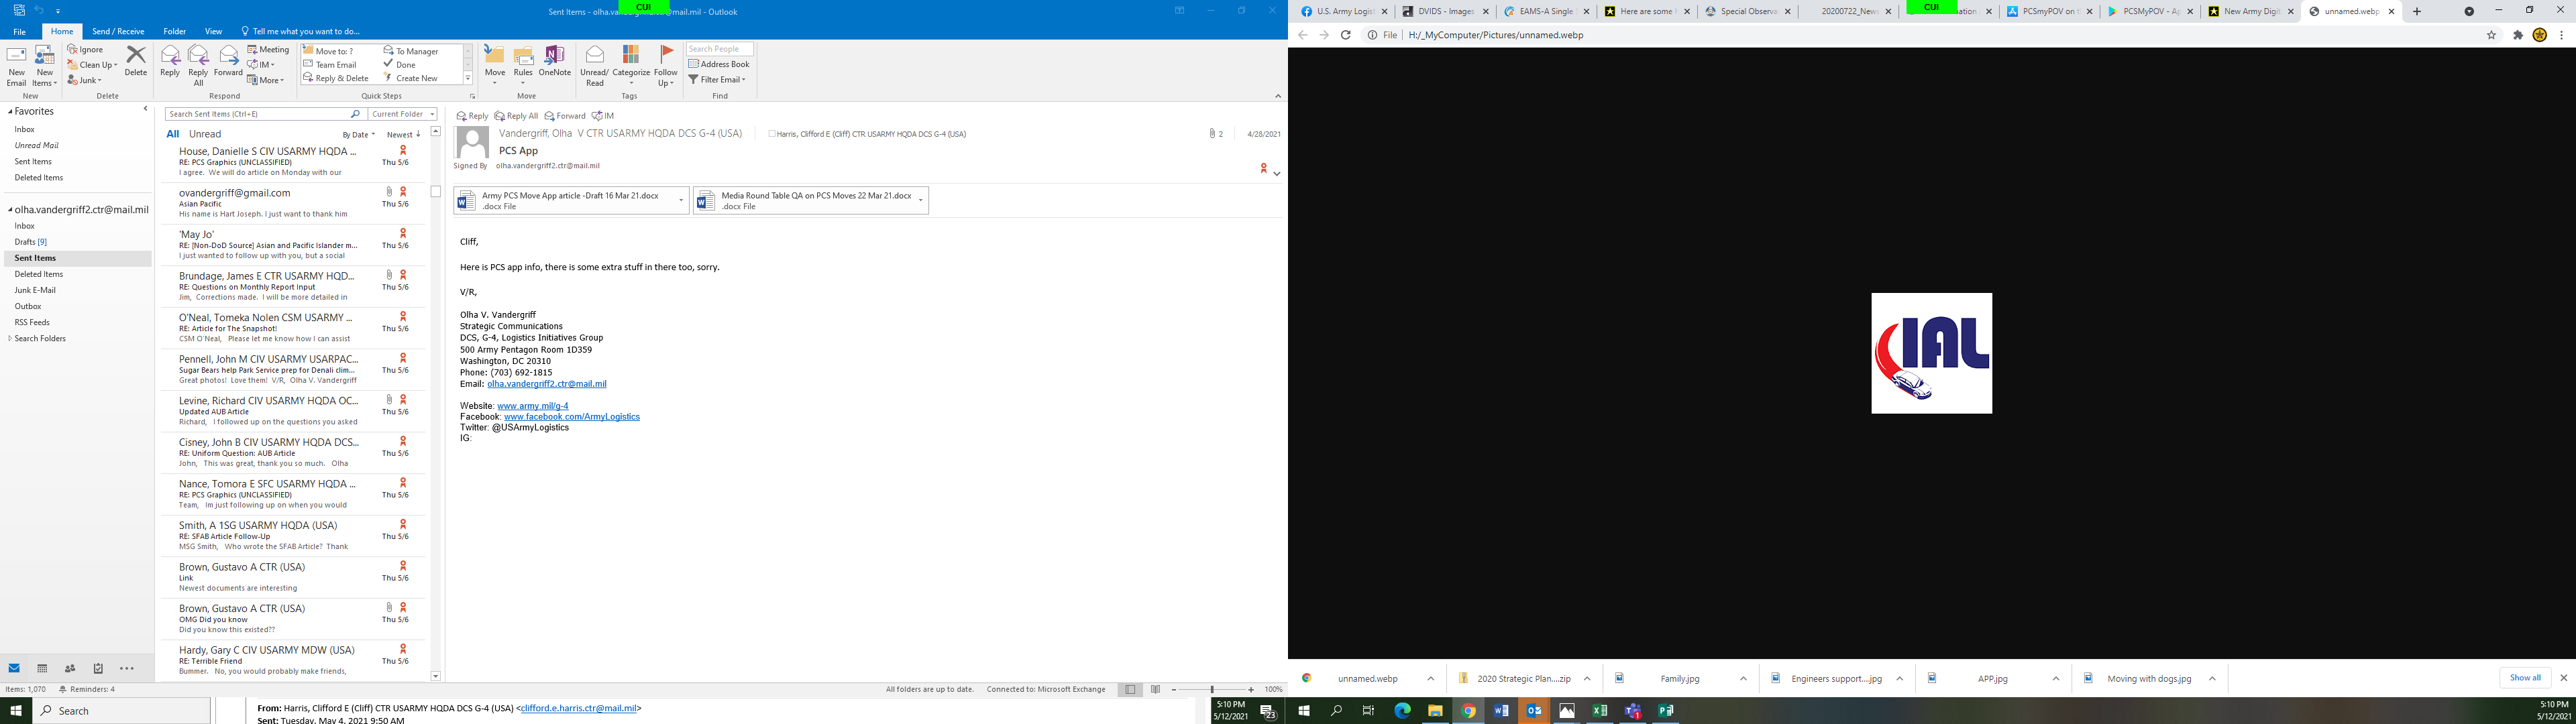 CUI
Sent Items - olha.va @mail.mil - Outlook
File Home Send / Receive Folder View Tell me what you want to do...
New Email
New Items
Ignore
Clean Up
Junk
Delete
Reply
Reply All
Forward
Meeting
IM
More
Move to: ?
Team Email
Reply & Delete
To Manager
Done
Create New
Move
Rules
OneNote
Unread/ Read
Categorize
Follow Up
Search People
Address Book
Filter Email
New Delete Respond Quick Steps Move Tags Find
Favorites
Inbox
Unread Mail
Sent Items
Deleted Items
olha.vandergriff2.ctr@mail.mil
Inbox
Drafts [9]
Sent Items
Deleted Items
Junk E-Mail
Outbox
RSS Feeds
Search Folders
Search Sent Items (Ctrl+E) Current Folder
All Unread By Date Newest
House, Danielle S CIV USARMY HQDA ...
RE: PCS Graphics (UNCLASSIFIED) Thu 5/6
I agree. We will do article on Monday with our
ovandergriff@gmail.com
Asian Pacific Thu 5/6
His name is Hart Joseph. I just want to thank him
'May Jo'
RE: [Non-DoD Source] Asian and Pacific Islander m... Thu 5/6
I just wanted to follow up with you, but a social
Brundage, James E CTR USARMY HQD...
RE: Questions on Monthly Report Input Thu 5/6
Jim, Corrections made. I will be more detailed in
O'Neal, Tomeka Nolen CSM USARMY ...
RE: Article for The Snapshot! Thu 5/6
CSM O'Neal, Please let me know how I can assist
Pennell, John M CIV USARMY USARPAC...
Sugar Bears help Park Service prep for Denali clim... Thu 5/6
Great photos! Love them! V/R, Olha V. Vandergriff
Levine, Richard CIV USARMY HQDA OC...
Updated AUB Article Thu 5/6
Richard, I followed up on the questions you asked
Cisney, John B CIV USARMY HQDA DCS...
RE: Uniform Question: AUB Article Thu 5/6
John, This was great, thank you so much. Olha
Nance, Tomora E SFC USARMY HQDA ...
RE: PCS Graphics (UNCLASSIFIED) Thu 5/6
Team, Im just following up on when you would
Smith, A 1SG USARMY HQDA (USA)
RE: SFAB Article Follow-Up Thu 5/6
MSG Smith, Who wrote the SFAB Article? Thank
Brown, Gustavo A CTR (USA)
Link Thu 5/6
Newest documents are interesting
Brown, Gustavo A CTR (USA)
OMG Did you know Thu 5/6
Did you know this existed??
Hardy, Gary C CIV USARMY MDW (USA)
RE: Terrible Friend Thu 5/6
Bummer. No, you would probably make friends,
Reply Reply All Forward IM
Vandergriff, Olha V CTR USARMY HQDA DCS G-4 (USA) Harris, Clifford E (Cliff) CTR USARMY HQDA DCS G-4 (USA) 2 4/28/2021
PCS App
Signed By olha.vandergriff2.ctr@mail.mil
Army PCS Move App article -Draft 16 Mar 21.docx
.docx File
Media Round Table QA on PCS Moves 22 Mar 21.docx
.docx File
Cliff,
Here is PCS app info, there is some extra stuff in there too, sorry.
V/R,
Olha V. Vandergriff
Strategic Communications
DCS, G-4, Logistics Initiatives Group
500 Army Pentagon Room 1D359
Washington, DC 20310
Phone: (703) 692-1815
Email: olha.vandergriff2.ctr@mail.mil
Website: www.army.mil/g-4
Facebook: www.facebook.com/ArmyLogistics
Twitter: @USArmyLogistics
IG:
Items: 1,070 Reminders: 4 All folders are up to date. Connected to: Microsoft Exchange 100%
Search
From: Harris, Clifford E (Cliff) CTR USARMY HQDA DCS G-4 (USA) <clifford.e.harris.ctr@mail.mil>
Sent: Tuesday, May 4, 2021 9:50 AM
5:10 PM
5/12/2021
23
CUI
U.S. Army Logist
DVIDS - Images
EAMS-A Single
Here are some
Special Observa
20200722_News
PCSmyPOV on t
PCSMyPOV - Ap
New Army Digit
unnamed.webp
File H:/_MyComputer/Pictures/unnamed.webp
IAL
unnamed.webp
2020 Strategic Plan....zip
Family.jpg
Engineers support....jpg
APP.jpg
Moving with dogs.jpg
Show all
5:10 PM
5/12/2021